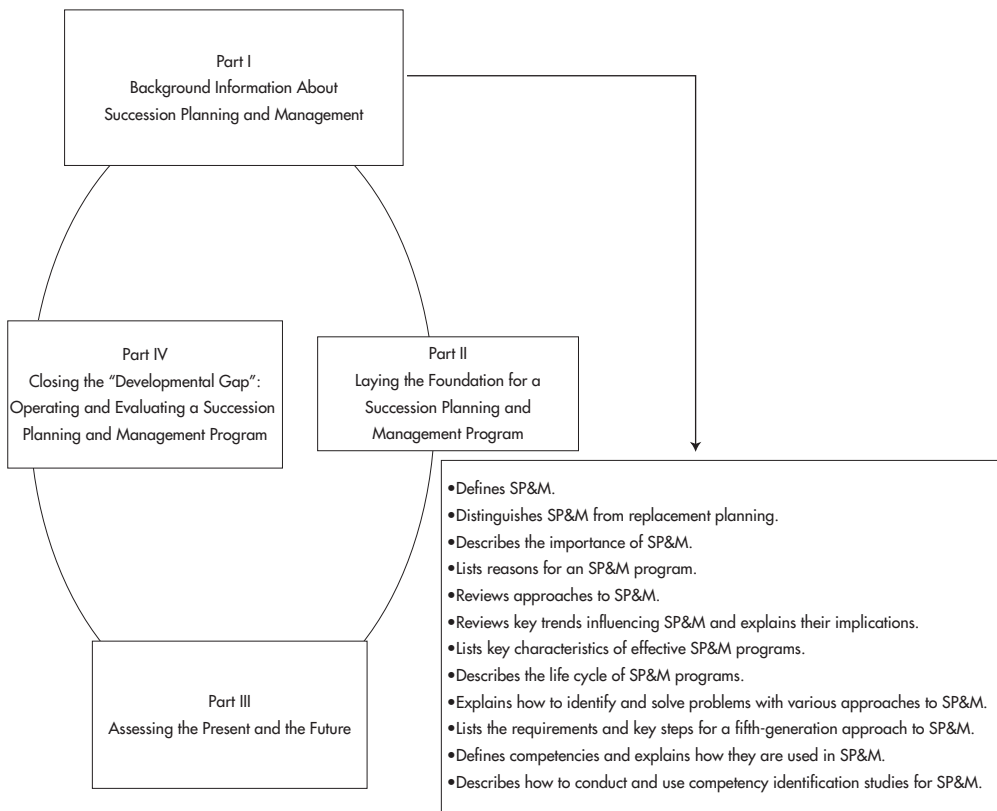 Part I
Background Information About
Succession Planning and Management
Part IV
Closing the “Developmental Gap”:
Operating and Evaluating a Succession
Planning and Management Program
Part II
Laying the Foundation for a
Succession Planning and
Management Program
Part III
Assessing the Present and the Future
•Defines SP&M.
•Distinguishes SP&M from replacement planning.
•Describes the importance of SP&M.
•Lists reasons for an SP&M program.
•Reviews approaches to SP&M.
•Reviews key trends influencing SP&M and explains their implications.
•Lists key characteristics of effective SP&M programs.
•Describes the life cycle of SP&M programs.
•Explains how to identify and solve problems with various approaches to SP&M.
•Lists the requirements and key steps for a fifth-generation approach to SP&M.
•Defines competencies and explains how they are used in SP&M.
•Describes how to conduct and use competency identification studies for SP&M.